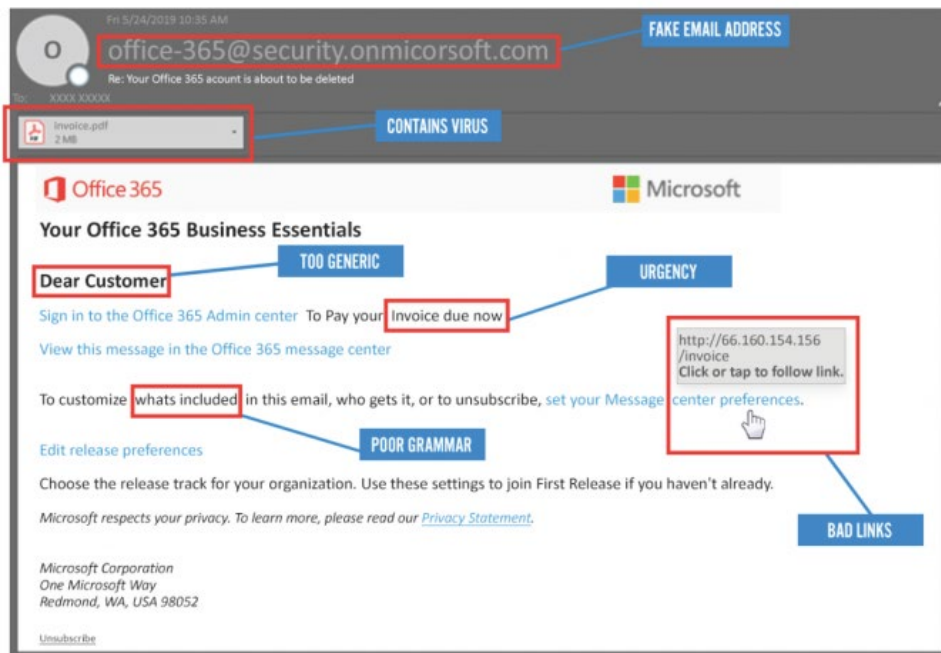 Fri 5/24/2019 10:35 AM
FAKE EMAIL ADDRESS
O
office-365@security.onmicorsoft.com
Re: Your Office 365 acount is about to be deleted
To: XXXX XXXXX
Invoice.pdf
2 MB
PDF
CONTAINS VIRUS
Office 365
Microsoft
Your Office 365 Business Essentials
TOO GENERIC
URGENCY
Dear Customer
Sign in to the Office 365 Admin center To Pay your Invoice due now
View this message in the Office 365 message center
http://66.160.154.156
/invoice
Click or tap to follow link.
To customize whats included in this email, who gets it, or to unsubscribe, set your Message center preferences.
POOR GRAMMAR
Edit release preferences
Choose the release track for your organization. Use these settings to join First Release if you haven't already.
Microsoft respects your privacy. To learn more, please read our Privacy Statement.
BAD LINKS
Microsoft Corporation
One Microsoft Way
Redmond, WA, USA 98052
Unsubscribe